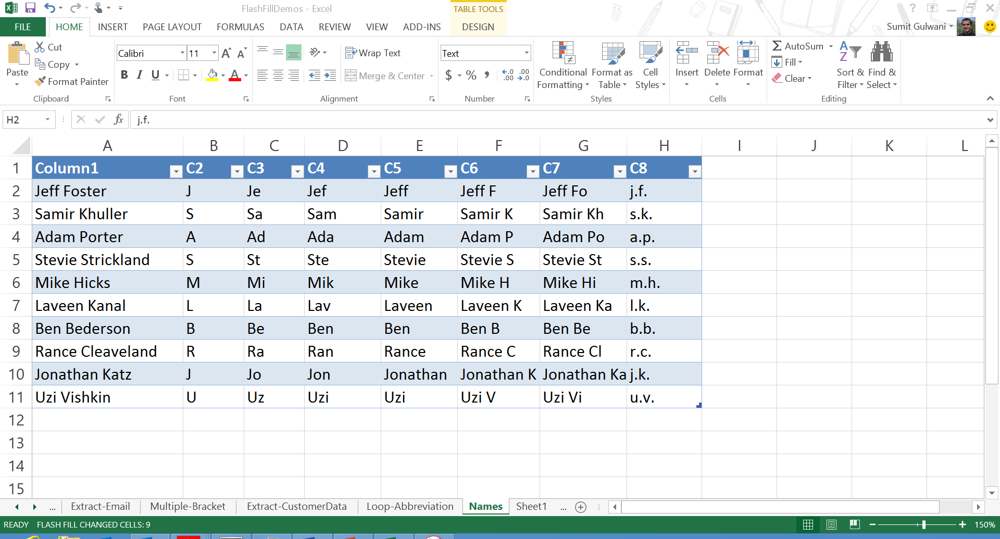 FlashFillDemos - Excel
TABLE TOOLS
?
FILE HOME INSERT PAGE LAYOUT FORMULAS DATA REVIEW VIEW ADD-INS DESIGN
Sumit Gulwani
Paste
Cut
Copy
Format Painter
Clipboard
Calibri 11 A A
B I U A
Font
Wrap Text
Merge & Center
Alignment
Text
$ % , .0 .00 .00 .0
Number
Conditional Formatting
Format as Table
Cell Styles
Styles
Insert Delete Format
Cells
AutoSum
Fill
Clear
Sort & Filter
Find & Select
Editing
H2 fx j.f.
A B C D E F G H I J K L
1 Column1 C2 C3 C4 C5 C6 C7 C8
2 Jeff Foster J Je Jef Jeff Jeff F Jeff Fo j.f.
3 Samir Khuller S Sa Sam Samir Samir K Samir Kh s.k.
4 Adam Porter A Ad Ada Adam Adam P Adam Po a.p.
5 Stevie Strickland S St Ste Stevie Stevie S Stevie St s.s.
6 Mike Hicks M Mi Mik Mike Mike H Mike Hi m.h.
7 Laveen Kanal L La Lav Laveen Laveen K Laveen Ka l.k.
8 Ben Bederson B Be Ben Ben Ben B Ben Be b.b.
9 Rance Cleaveland R Ra Ran Rance Rance C Rance Cl r.c.
10 Jonathan Katz J Jo Jon Jonathan Jonathan K Jonathan Ka j.k.
11 Uzi Vishkin U Uz Uzi Uzi Uzi V Uzi Vi u.v.
12
13
14
15
... Extract-Email Multiple-Bracket Extract-CustomerData Loop-Abbreviation Names Sheet1 ...
READY FLASH FILL CHANGED CELLS: 9 150%